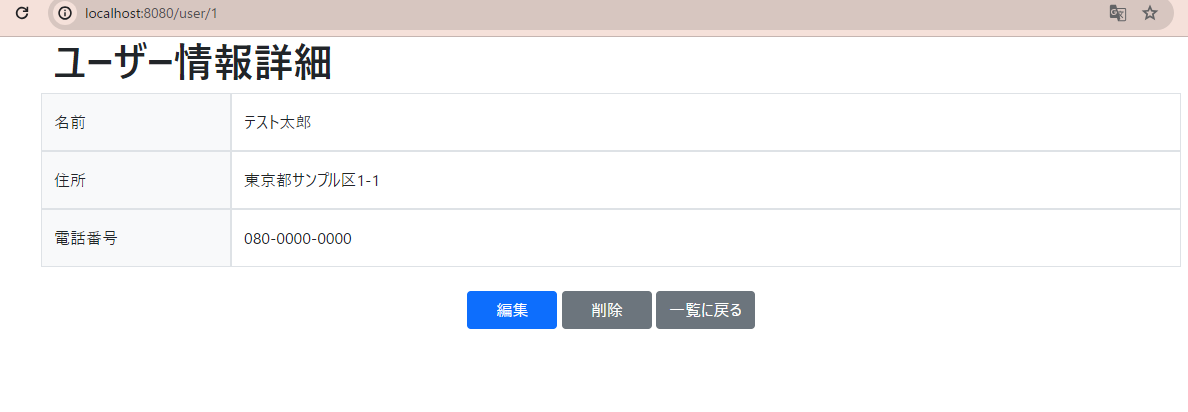 localhost:8080/user/1
ユーザー情報詳細
名前 テスト太郎
住所 東京都サンプル区1-1
電話番号 080-0000-0000
編集 削除 一覧に戻る